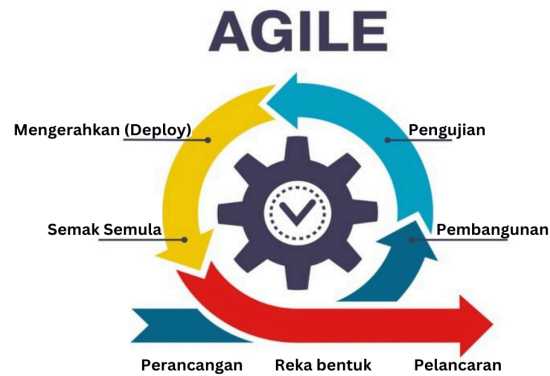 AGILE
Mengerahkan (Deploy)
Pengujian
Semak Semula
Pembangunan
Perancangan
Reka bentuk
Pelancaran